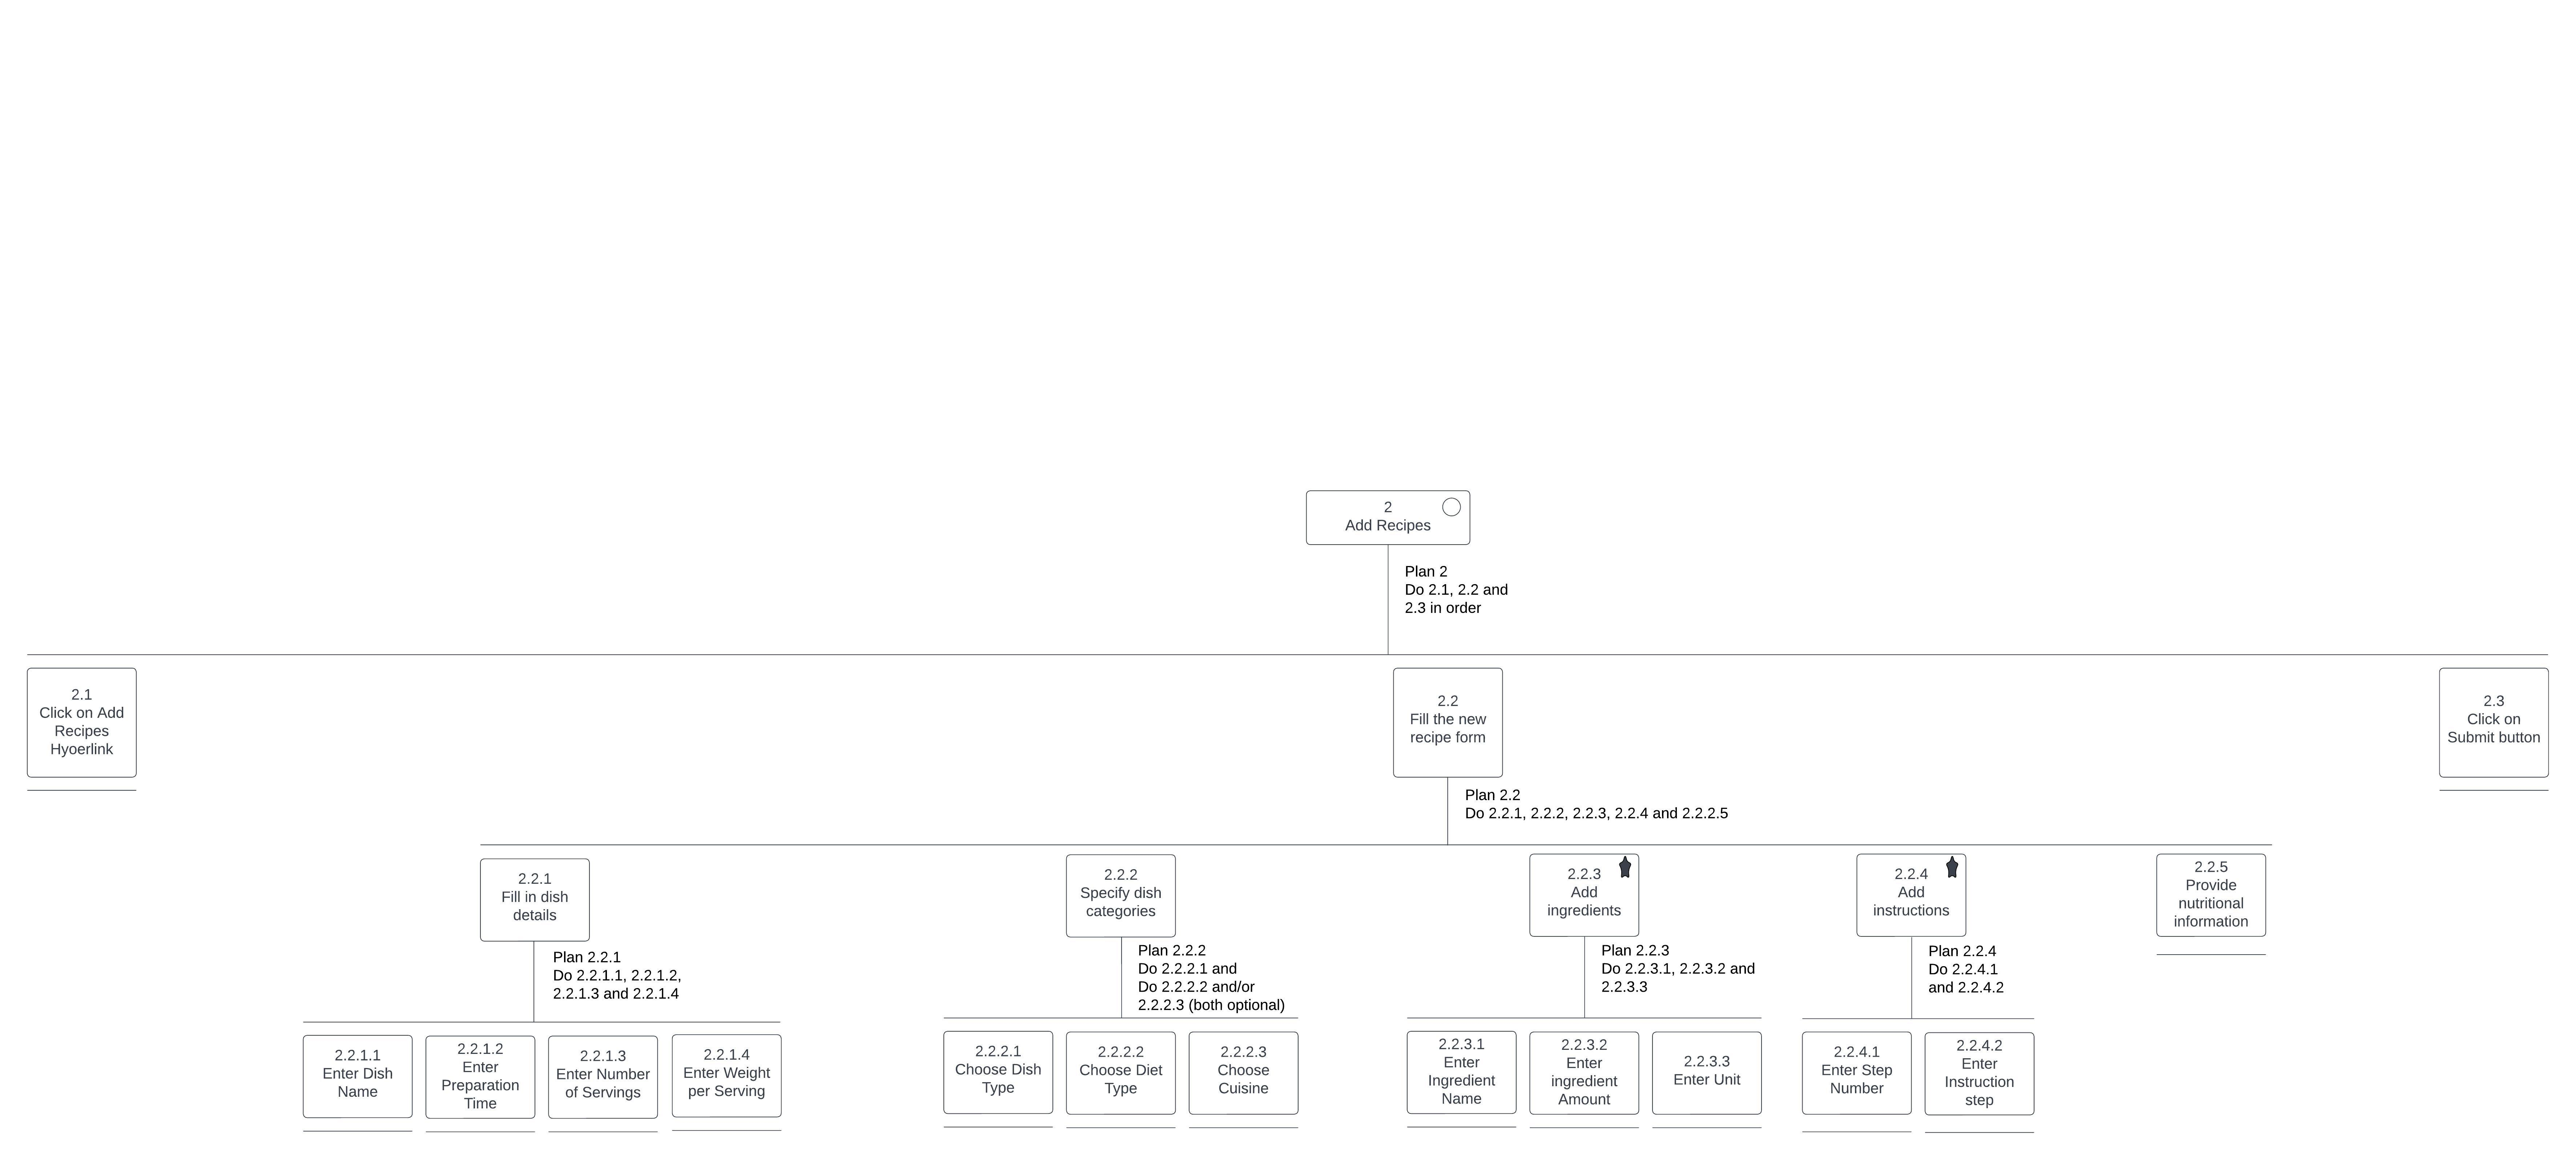 2
Add Recipes
Plan 2
Do 2.1, 2.2 and
2.3 in order
2.1
Click on Add
Recipes
Hyoerlink
2.2
Fill the new
recipe form
2.3
Click on
Submit button
Plan 2.2
Do 2.2.1, 2.2.2, 2.2.3, 2.2.4 and 2.2.2.5
2.2.1
Fill in dish
details
2.2.2
Specify dish
categories
2.2.3
Add
ingredients
2.2.4
Add
instructions
2.2.5
Provide
nutritional
information
Plan 2.2.1
Do 2.2.1.1, 2.2.1.2,
2.2.1.3 and 2.2.1.4
Plan 2.2.2
Do 2.2.2.1 and
Do 2.2.2.2 and/or
2.2.2.3 (both optional)
Plan 2.2.3
Do 2.2.3.1, 2.2.3.2 and
2.2.3.3
Plan 2.2.4
Do 2.2.4.1
and 2.2.4.2
2.2.1.1
Enter Dish
Name
2.2.1.2
Enter
Preparation
Time
2.2.1.3
Enter Number
of Servings
2.2.1.4
Enter Weight
per Serving
2.2.2.1
Choose Dish
Type
2.2.2.2
Choose Diet
Type
2.2.2.3
Choose
Cuisine
2.2.3.1
Enter
Ingredient
Name
2.2.3.2
Enter
ingredient
Amount
2.2.3.3
Enter Unit
2.2.4.1
Enter Step
Number
2.2.4.2
Enter
Instruction
step